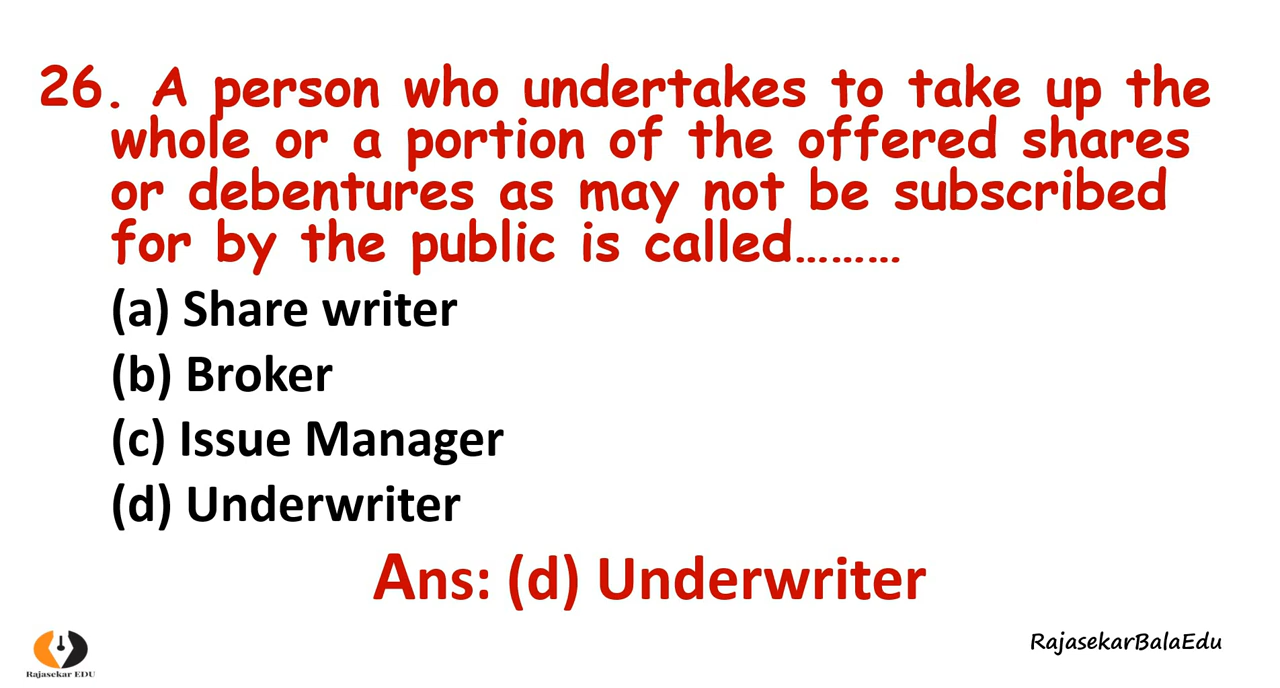 26. A person who undertakes to take up the
whole or a portion of the offered shares
or debentures as may not be subscribed
for by the public is called.........
(a) Share writer
(b) Broker
(c) Issue Manager
(d) Underwriter
Ans: (d) Underwriter
RajasekarBalaEdu
Rajasekar EDU